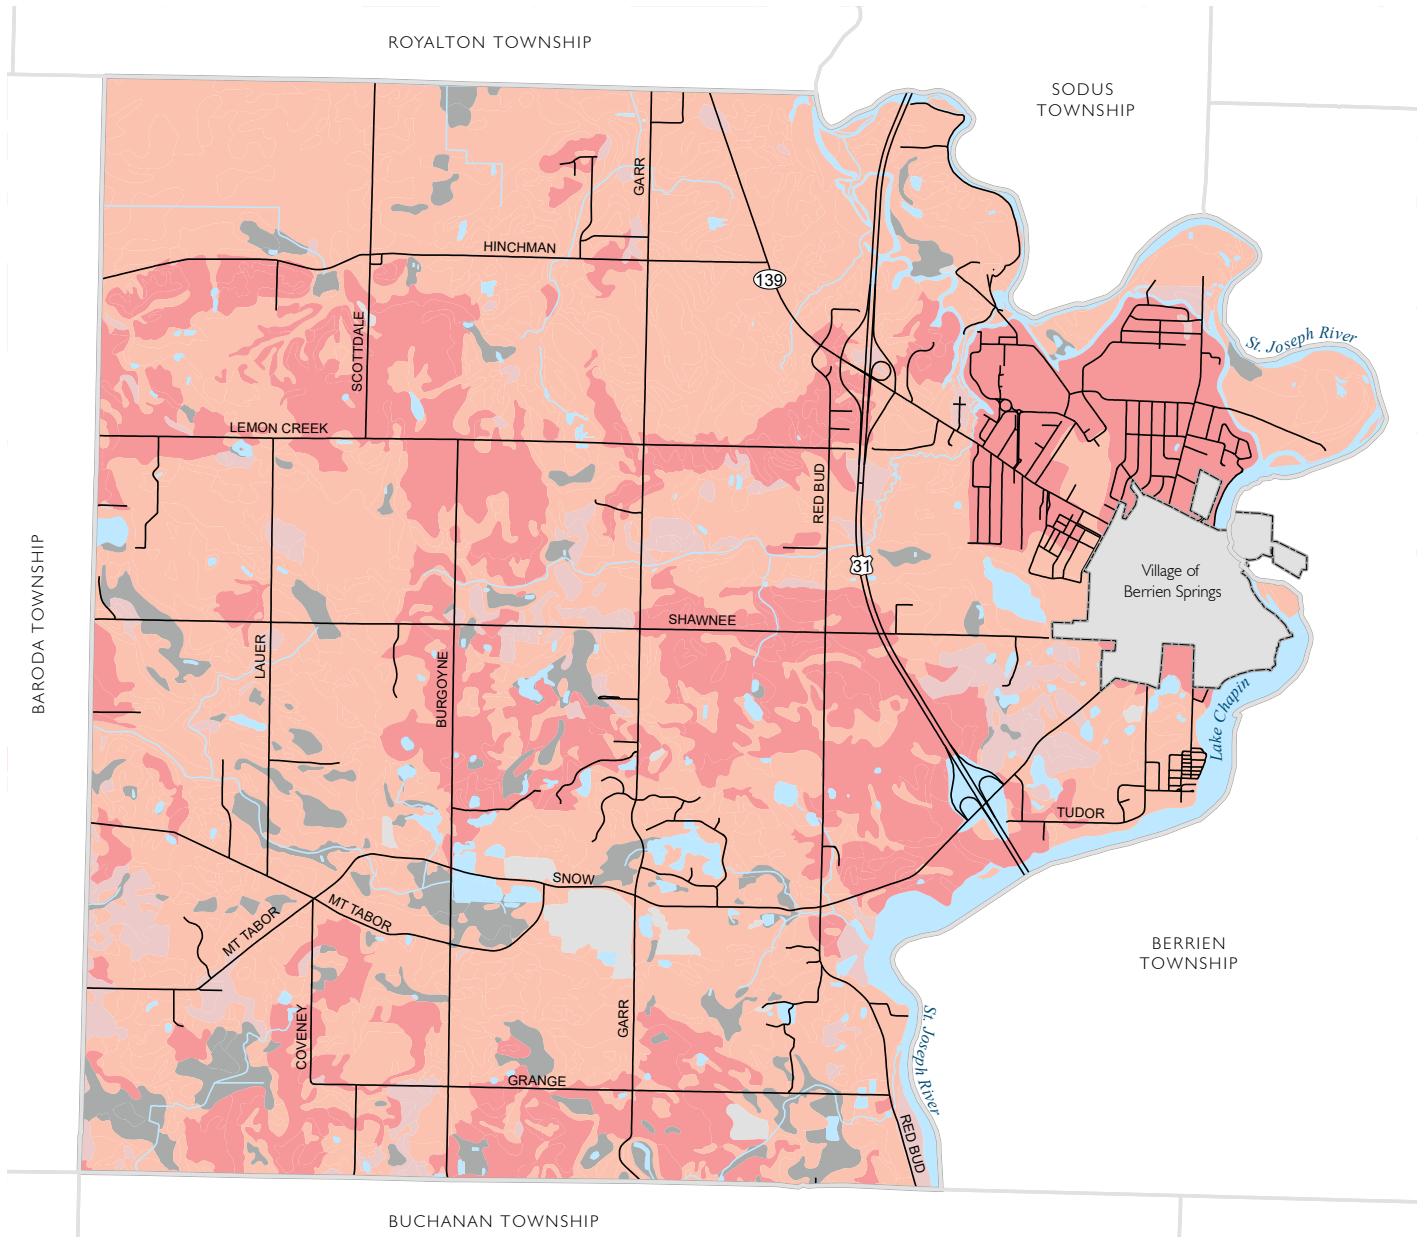 ROYALTON TOWNSHIP
SODUS
TOWNSHIP
GARR
HINCHMAN
139
SCOTTDALE
St. Joseph River
LEMON CREEK
RED BUD
BARODA TOWNSHIP
31
Village of
Berrien Springs
SHAWNEE
LAUER
BURGOYNE
Lake Chapin
TUDOR
SNOW
MT TABOR
MT TABOR
BERRIEN
TOWNSHIP
COVENEY
GARR
St. Joseph River
GRANGE
RED BUD
BUCHANAN TOWNSHIP